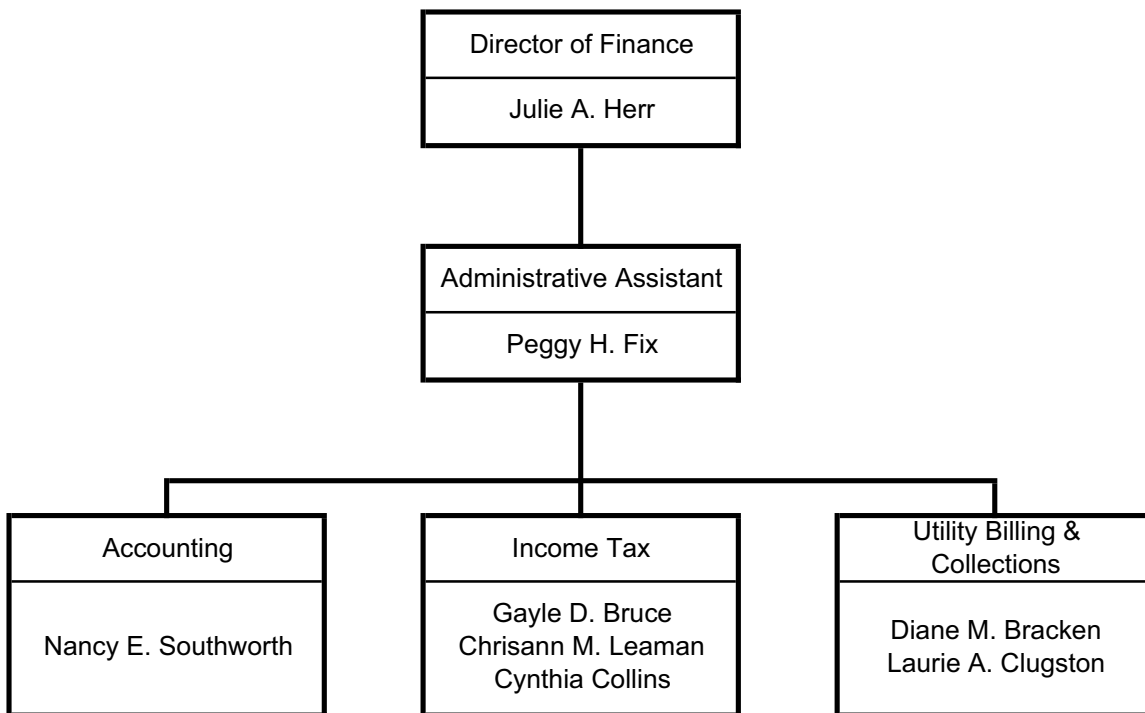 Director of Finance
Julie A. Herr
Administrative Assistant
Peggy H. Fix
Accounting
Nancy E. Southworth
Income Tax
Gayle D. Bruce
Chrisann M. Leaman
Cynthia Collins
Utility Billing &
Collections
Diane M. Bracken
Laurie A. Clugston